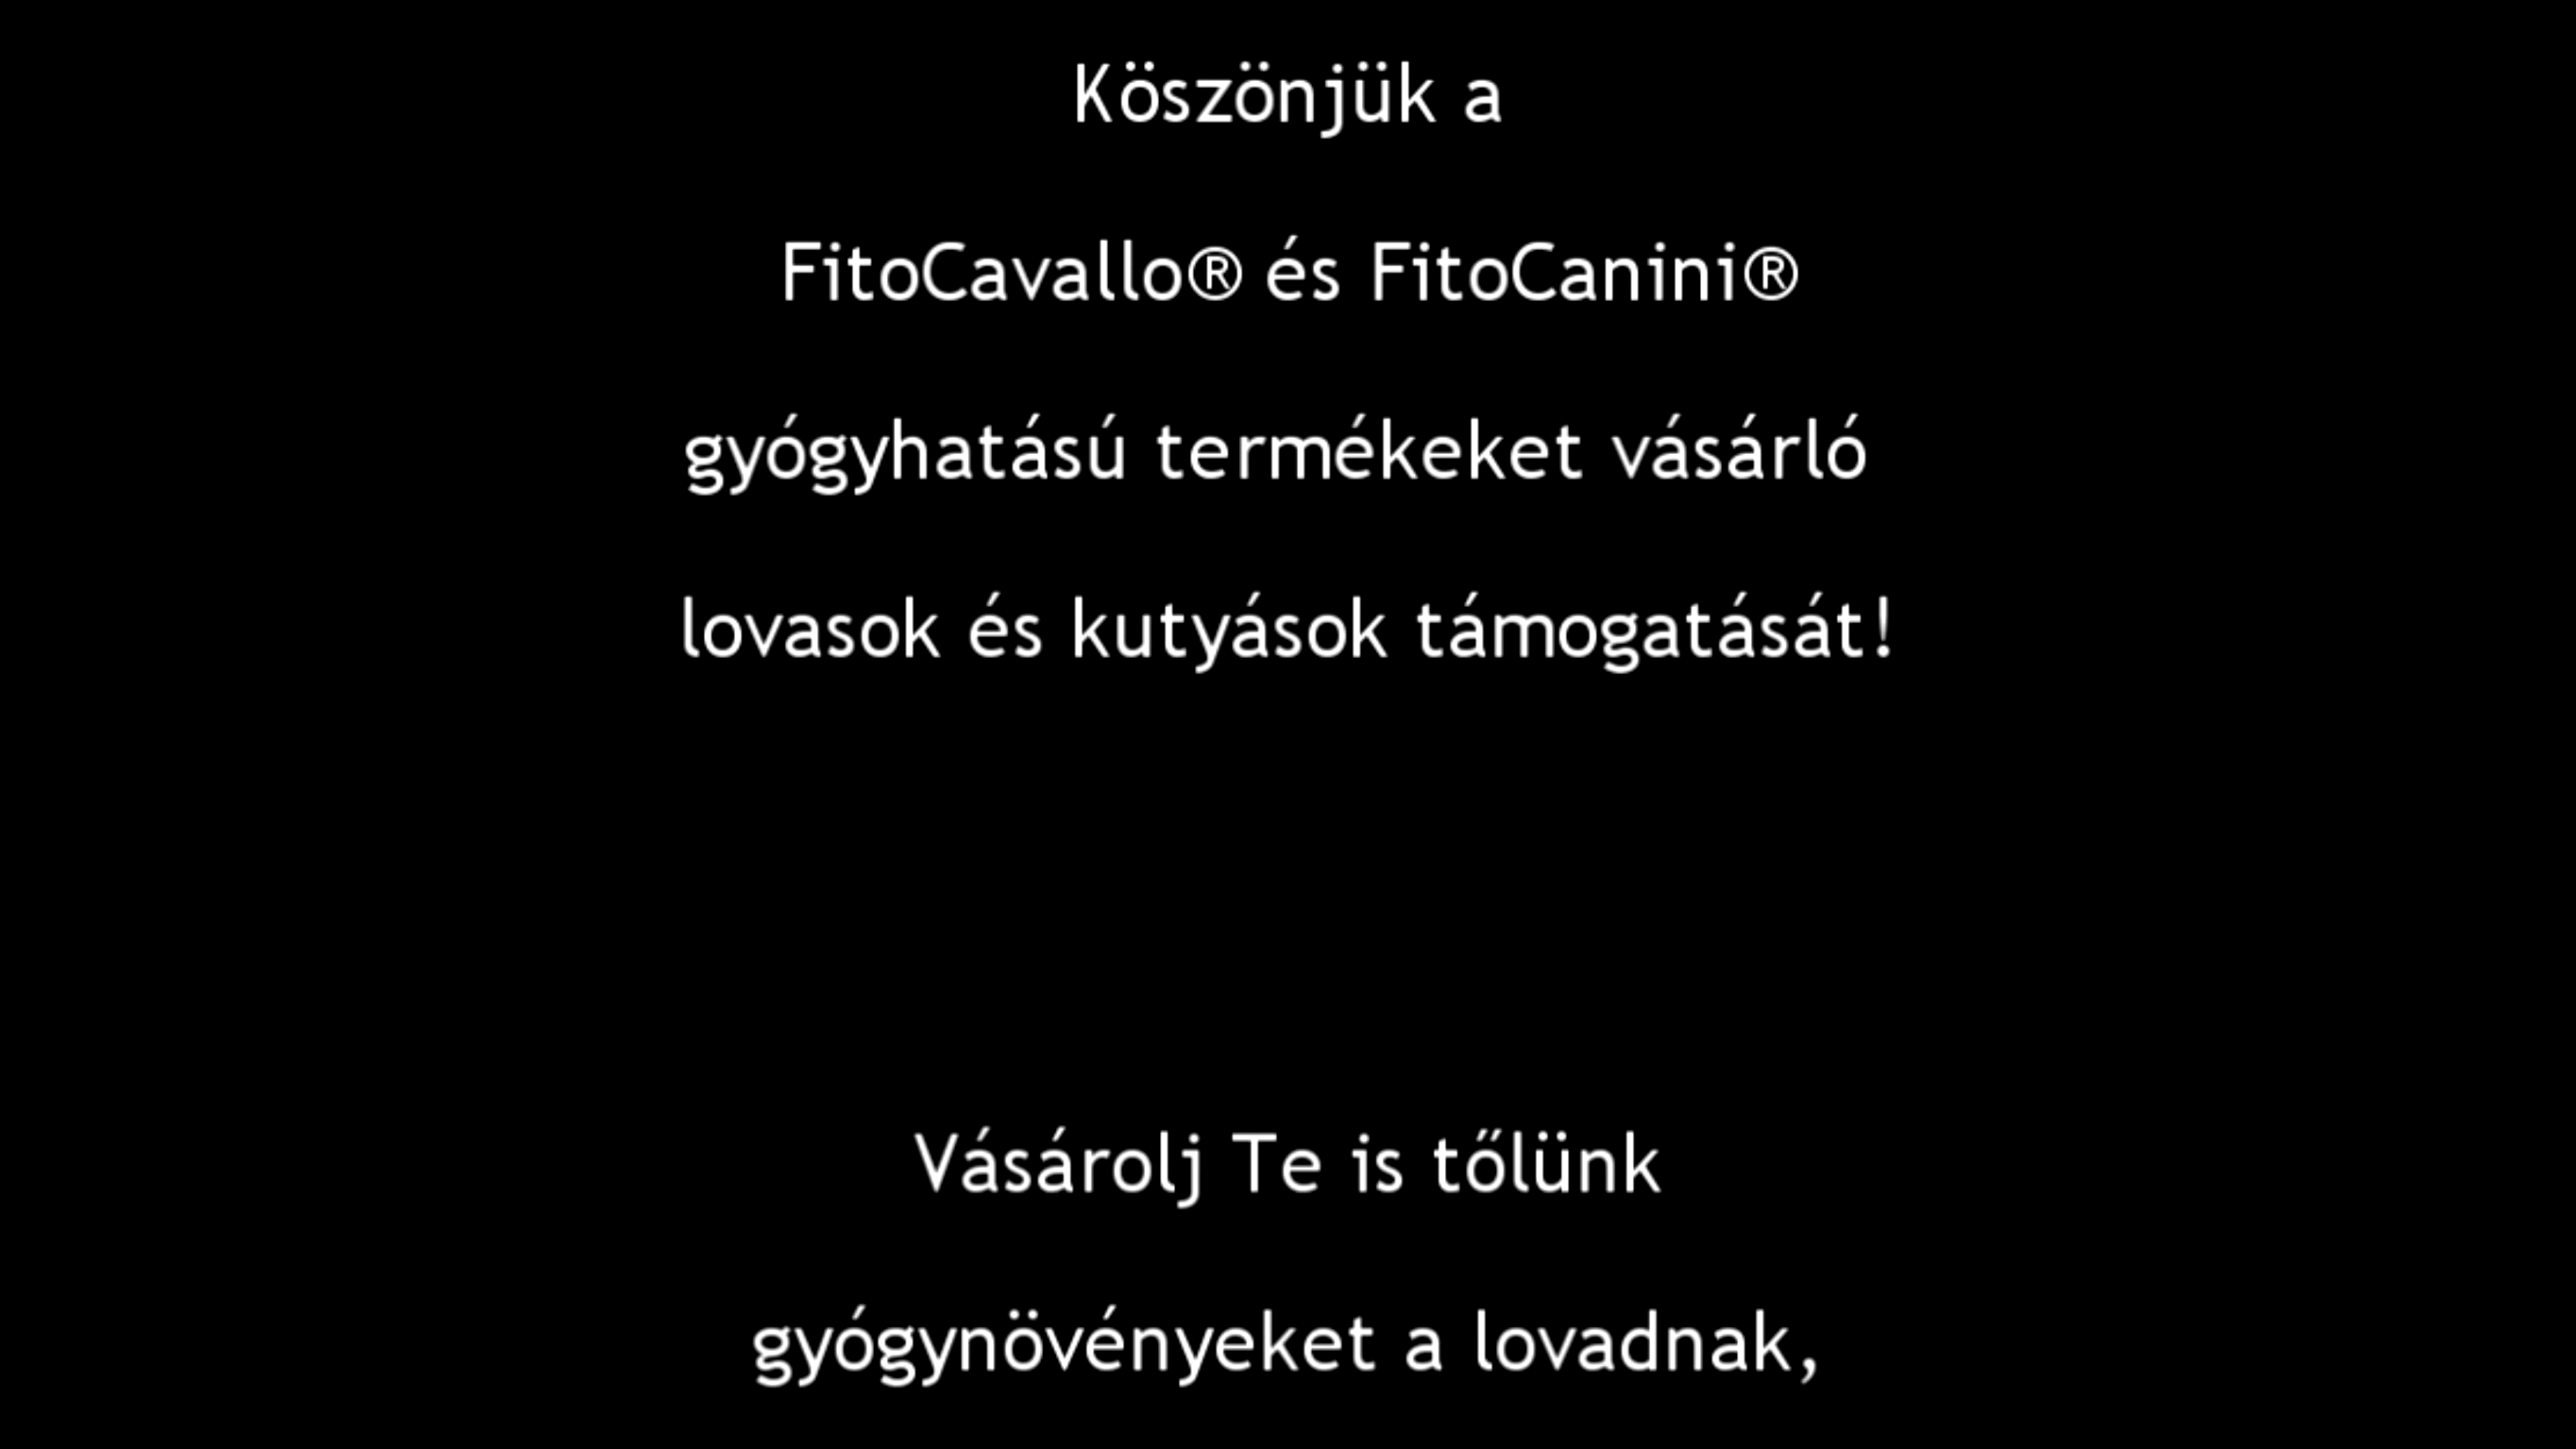 Köszönjük a
FitoCavallo® és FitoCanini®
gyógyhatású termékeket vásárló
lovasok és kutyások támogatását!
Vásárolj Te is tőlünk
gyógynövényeket a lovadnak,